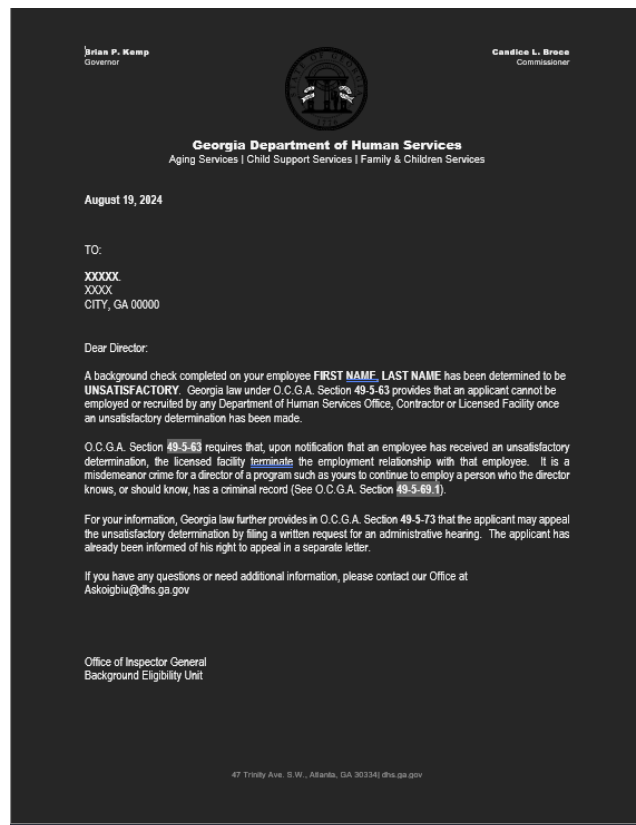 Brian P. Kemp
Governor
Candice L. Broce
Commissioner
STATE OF GEORGIA
1776
Georgia Department of Human Services
Aging Services | Child Support Services | Family & Children Services
August 19, 2024
TO:
XXXXX.
XXXX
CITY, GA 00000
Dear Director:
A background check completed on your employee FIRST NAME, LAST NAME has been determined to be
UNSATISFACTORY. Georgia law under O.C.G.A. Section 49-5-63 provides that an applicant cannot be
employed or recruited by any Department of Human Services Office, Contractor or Licensed Facility once
an unsatisfactory determination has been made.
O.C.G.A. Section 49-5-63 requires that, upon notification that an employee has received an unsatisfactory
determination, the licensed facility terminate the employment relationship with that employee. It is a
misdemeanor crime for a director of a program such as yours to continue to employ a person who the director
knows, or should know, has a criminal record (See O.C.G.A. Section 49-5-69.1).
For your information, Georgia law further provides in O.C.G.A. Section 49-5-73 that the applicant may appeal
the unsatisfactory determination by filing a written request for an administrative hearing. The applicant has
already been informed of his right to appeal in a separate letter.
If you have any questions or need additional information, please contact our Office at
Askoigbiu@dhs.ga.gov
Office of Inspector General
Background Eligibility Unit
47 Trinity Ave. S.W., Atlanta, GA 30334| dhs.ga.gov